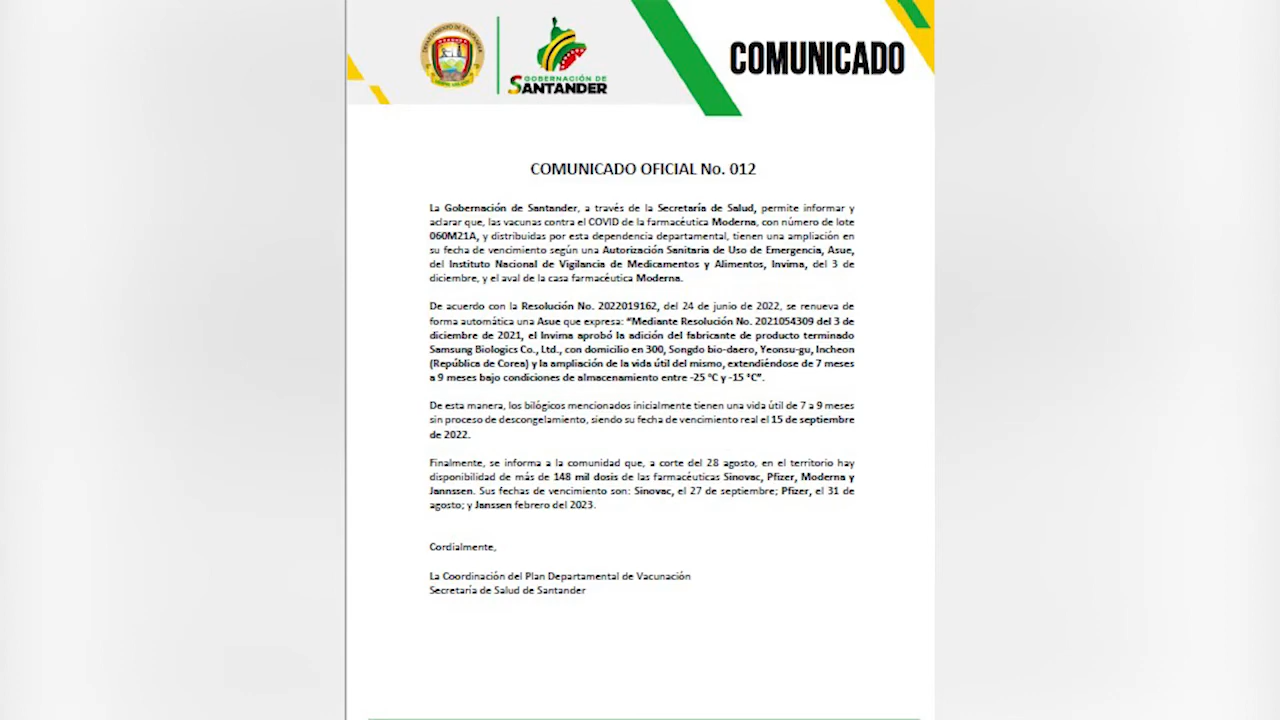 DEPARTAMENTO DE SANTANDER
GOBERNACIÓN DE
SANTANDER
COMUNICADO
COMUNICADO OFICIAL No. 012
La Gobernación de Santander, a través de la Secretaría de Salud, permite informar y
aclarar que, las vacunas contra el COVID de la farmacéutica Moderna, con número de lote
060M21A, y distribuidas por esta dependencia departamental, tienen una ampliación en
su fecha de vencimiento según una Autorización Sanitaria de Uso de Emergencia, Asue,
del Instituto Nacional de Vigilancia de Medicamentos y Alimentos, Invima, del 3 de
diciembre, y el aval de la casa farmacéutica Moderna.
De acuerdo con la Resolución No. 2022019162, del 24 de junio de 2022, se renueva de
forma automática una Asue que expresa: “Mediante Resolución No. 2021054309 del 3 de
diciembre de 2021, el Invima aprobó la adición del fabricante de producto terminado
Samsung Biologics Co., Ltd., con domicilio en 300, Songdo bio-daero, Yeonsu-gu, Incheon
(República de Corea) y la ampliación de la vida útil del mismo, extendiéndose de 7 meses
a 9 meses bajo condiciones de almacenamiento entre -25 °C y -15 °C”.
De esta manera, los bilógicos mencionados inicialmente tienen una vida útil de 7 a 9 meses
sin proceso de descongelamiento, siendo su fecha de vencimiento real el 15 de septiembre
de 2022.
Finalmente, se informa a la comunidad que, a corte del 28 agosto, en el territorio hay
disponibilidad de más de 148 mil dosis de las farmacéuticas Sinovac, Pfizer, Moderna y
Jannssen. Sus fechas de vencimiento son: Sinovac, el 27 de septiembre; Pfizer, el 31 de
agosto; y Janssen febrero del 2023.
Cordialmente,
La Coordinación del Plan Departamental de Vacunación
Secretaría de Salud de Santander